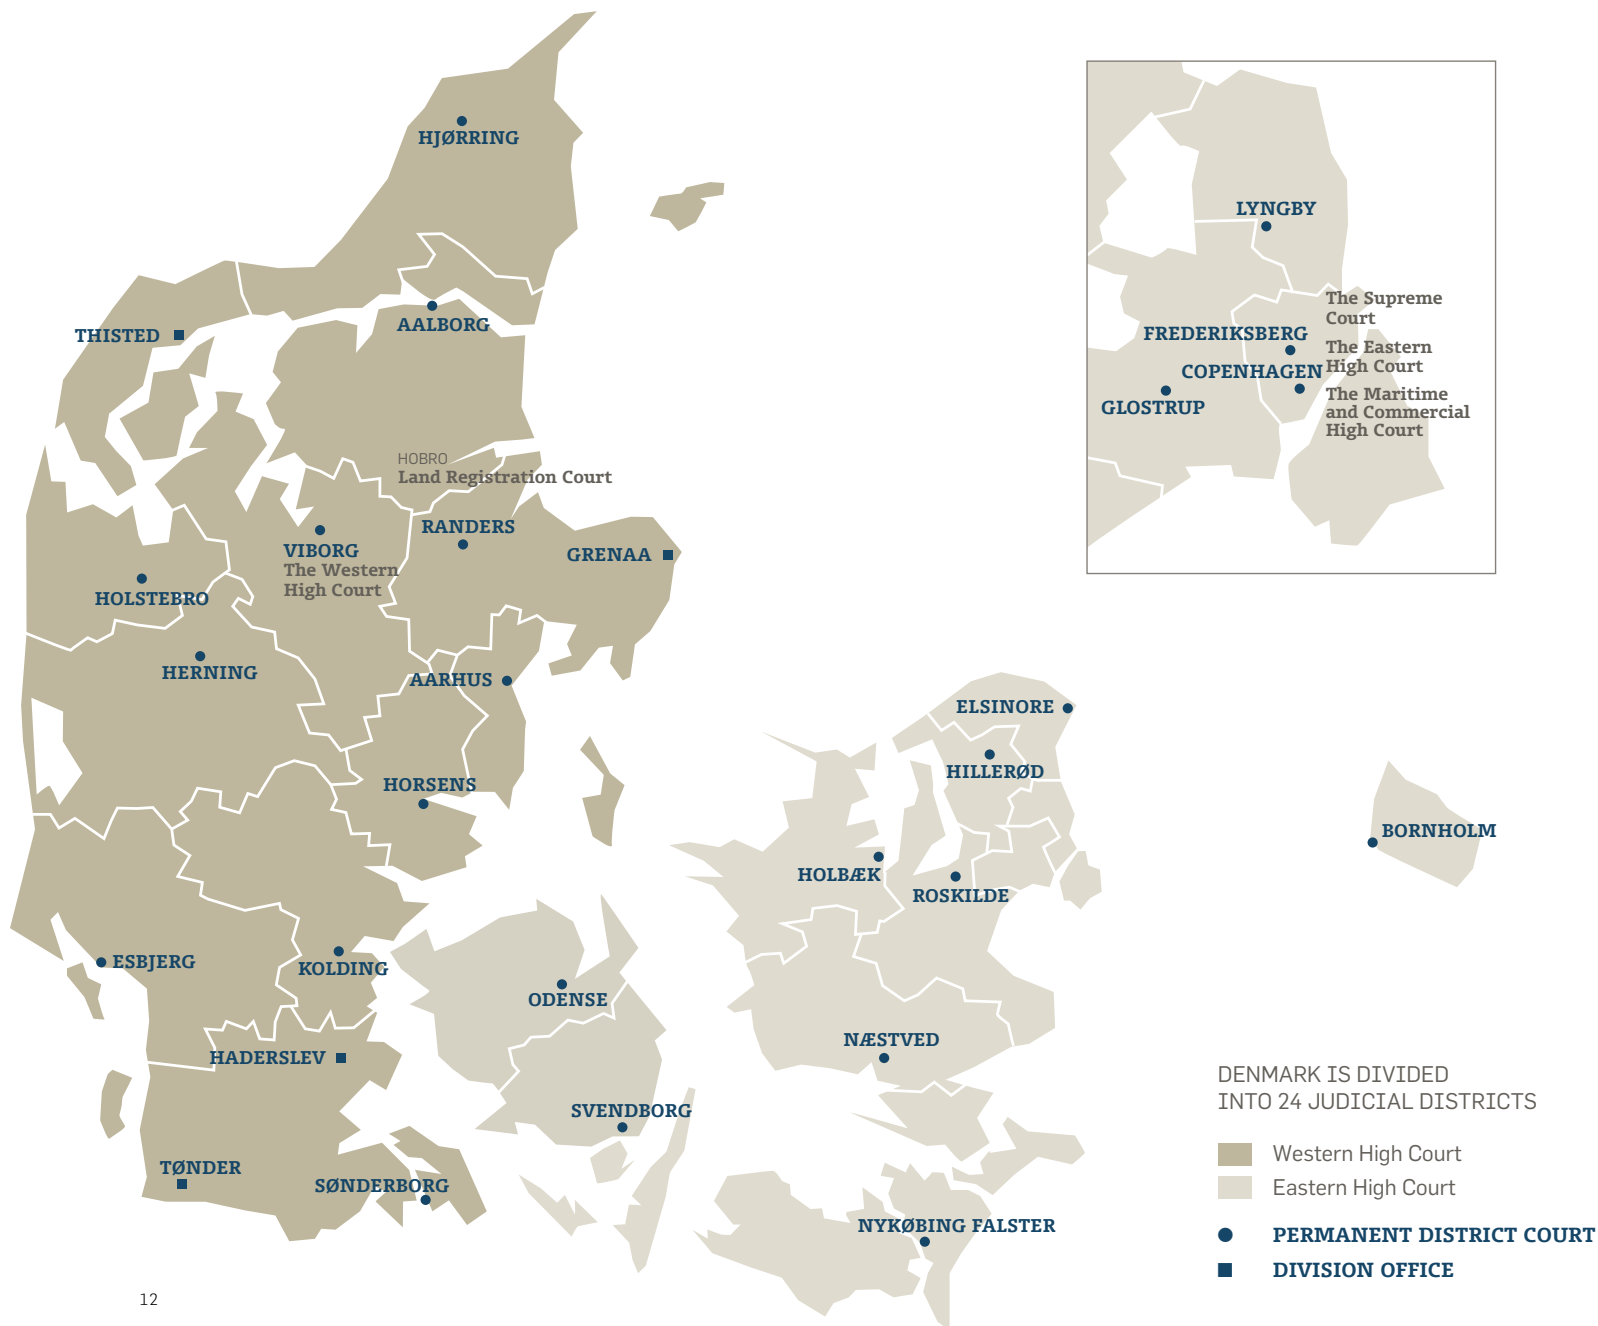 HJØRRING
THISTED
AALBORG
HOBRO
Land Registration Court
RANDERS
VIBORG
The Western
High Court
GRENAA
HOLSTEBRO
HERNING
AARHUS
HORSENS
ESBJERG
KOLDING
HADERSLEV
TØNDER
SØNDERBORG
ODENSE
SVENDBORG
ELSINORE
HILLERØD
HOLBÆK
ROSKILDE
NÆSTVED
NYKØBING FALSTER
BORNHOLM
LYNGBY
The Supreme
Court
FREDERIKSBERG
The Eastern
High Court
COPENHAGEN
The Maritime
and Commercial
High Court
GLOSTRUP
DENMARK IS DIVIDED
INTO 24 JUDICIAL DISTRICTS
Western High Court
Eastern High Court
PERMANENT DISTRICT COURT
DIVISION OFFICE
12